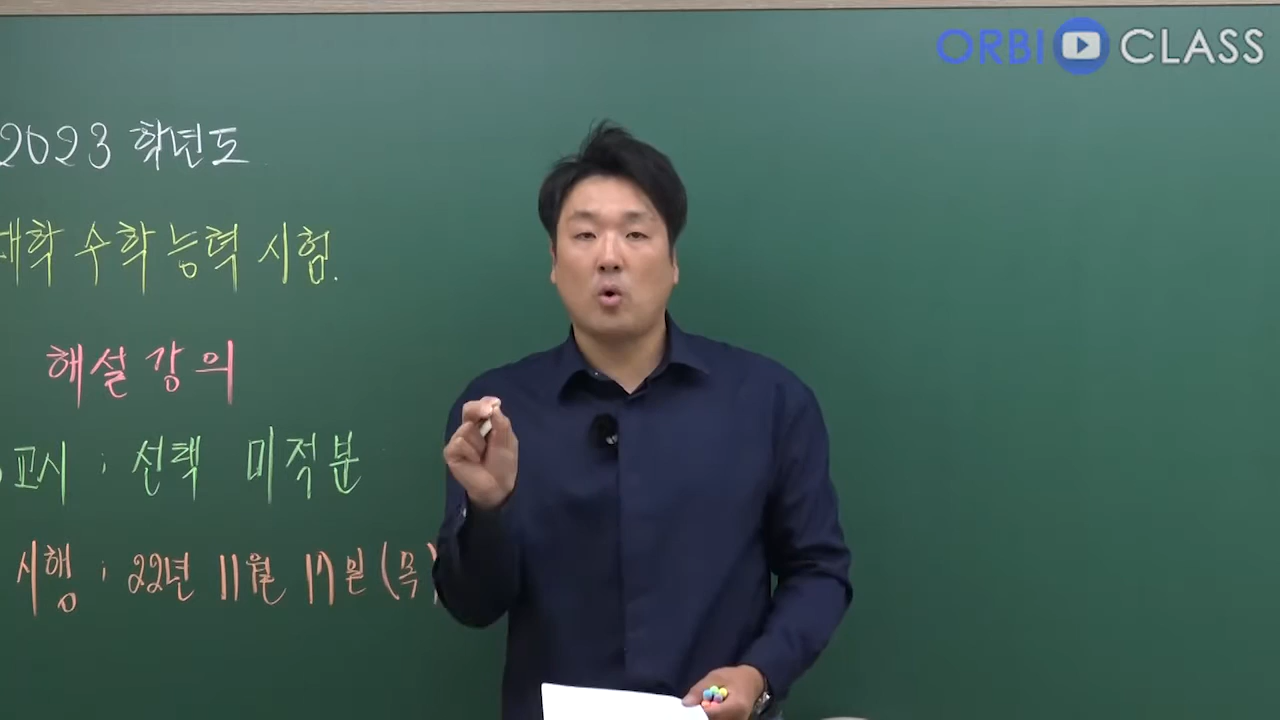 ORBI CLASS
2023 학년도
대학 수학 능력 시험.
해설 강의
교시 : 선택 미적분
시행 : 22년 11월 17일 (목)